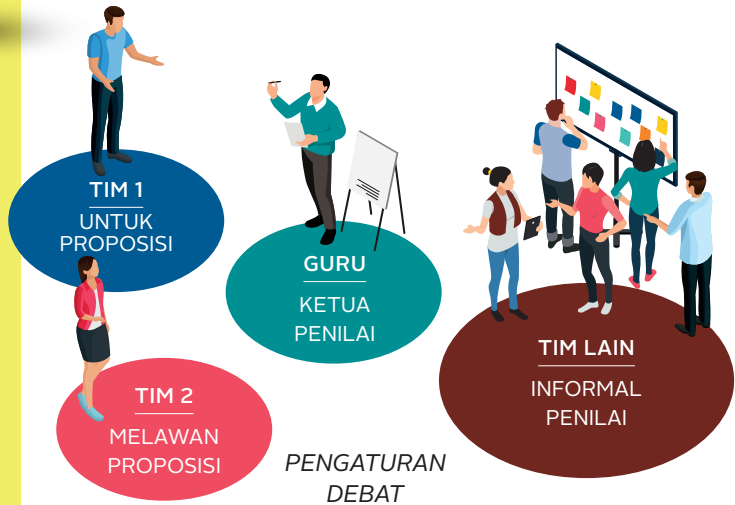 TIM 1
UNTUK
PROPOSISI
GURU
KETUA
PENILAI
TIM LAIN
INFORMAL
PENILAI
TIM 2
MELAWAN
PROPOSISI
PENGATURAN
DEBAT